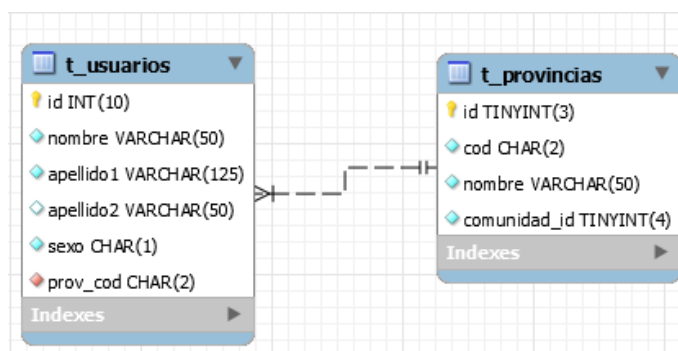 t_usuarios
id INT(10)
nombre VARCHAR(50)
apellido1 VARCHAR(125)
apellido2 VARCHAR(50)
sexo CHAR(1)
prov_cod CHAR(2)
Indexes
t_provincias
id TINYINT(3)
cod CHAR(2)
nombre VARCHAR(50)
comunidad_id TINYINT(4)
Indexes